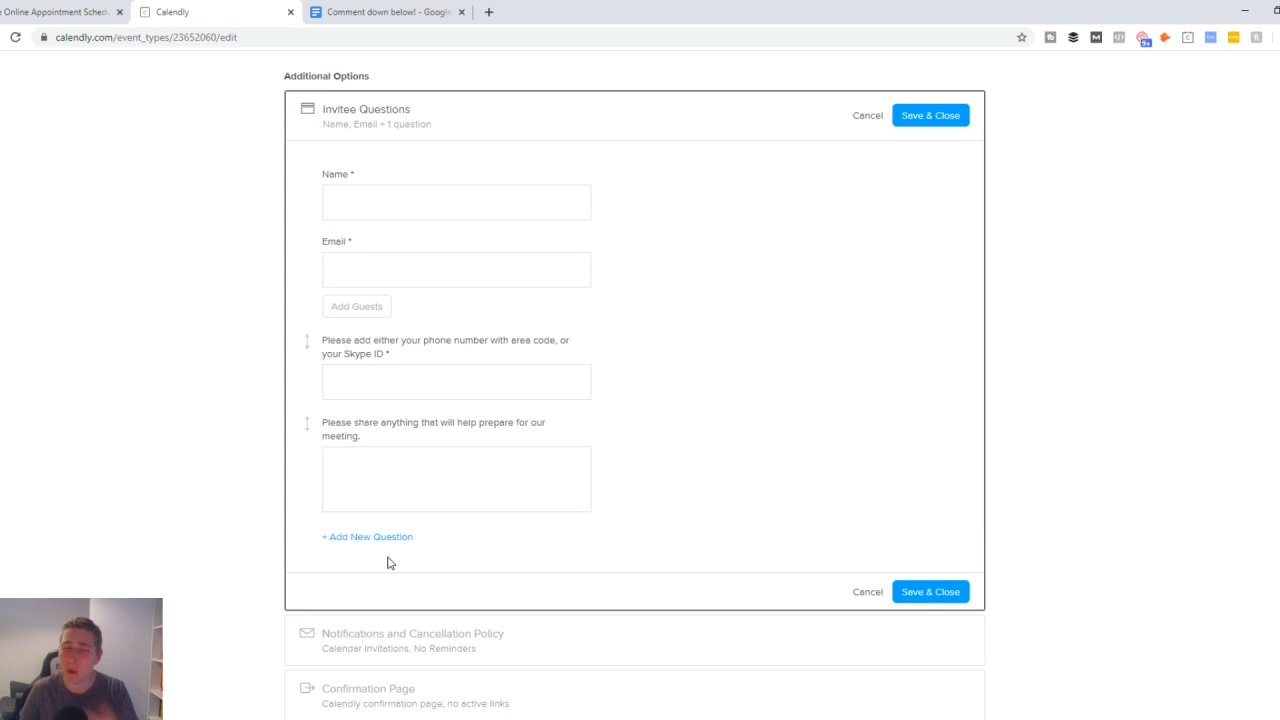 e Online Appointment Schedu
Calendly
Comment down below! - Google
calendly.com/event_types/23652060/edit
9+
Additional Options
Invitee Questions
Name, Email + 1 question
Cancel
Save & Close
Name *
Email *
Add Guests
Please add either your phone number with area code, or
your Skype ID *
Please share anything that will help prepare for our
meeting.
+ Add New Question
Cancel
Save & Close
Notifications and Cancellation Policy
Calendar Invitations, No Reminders
Confirmation Page
Calendly confirmation page, no active links